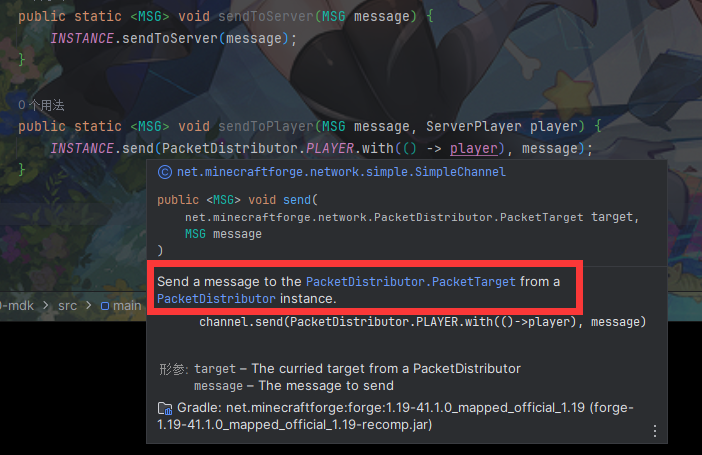 public static <MSG> void sendToServer(MSG message) {
INSTANCE.sendToServer(message);
}
0 个用法
public static <MSG> void sendToPlayer(MSG message, ServerPlayer player) {
INSTANCE.send(PacketDistributor.PLAYER.with(() -> player), message);
}
net.minecraftforge.network.simple.SimpleChannel
public <MSG> void send(
net.minecraftforge.network.PacketDistributor.PacketTarget target,
MSG message
)
Send a message to the PacketDistributor.PacketTarget from a
PacketDistributor instance.
channel.send(PacketDistributor.PLAYER.with(()->player), message)
形参: target – The curried target from a PacketDistributor
message – The message to send
Gradle: net.minecraftforge:forge:1.19-41.1.0_mapped_official_1.19 (forge-
1.19-41.1.0_mapped_official_1.19-recomp.jar)
-mdk > src > main